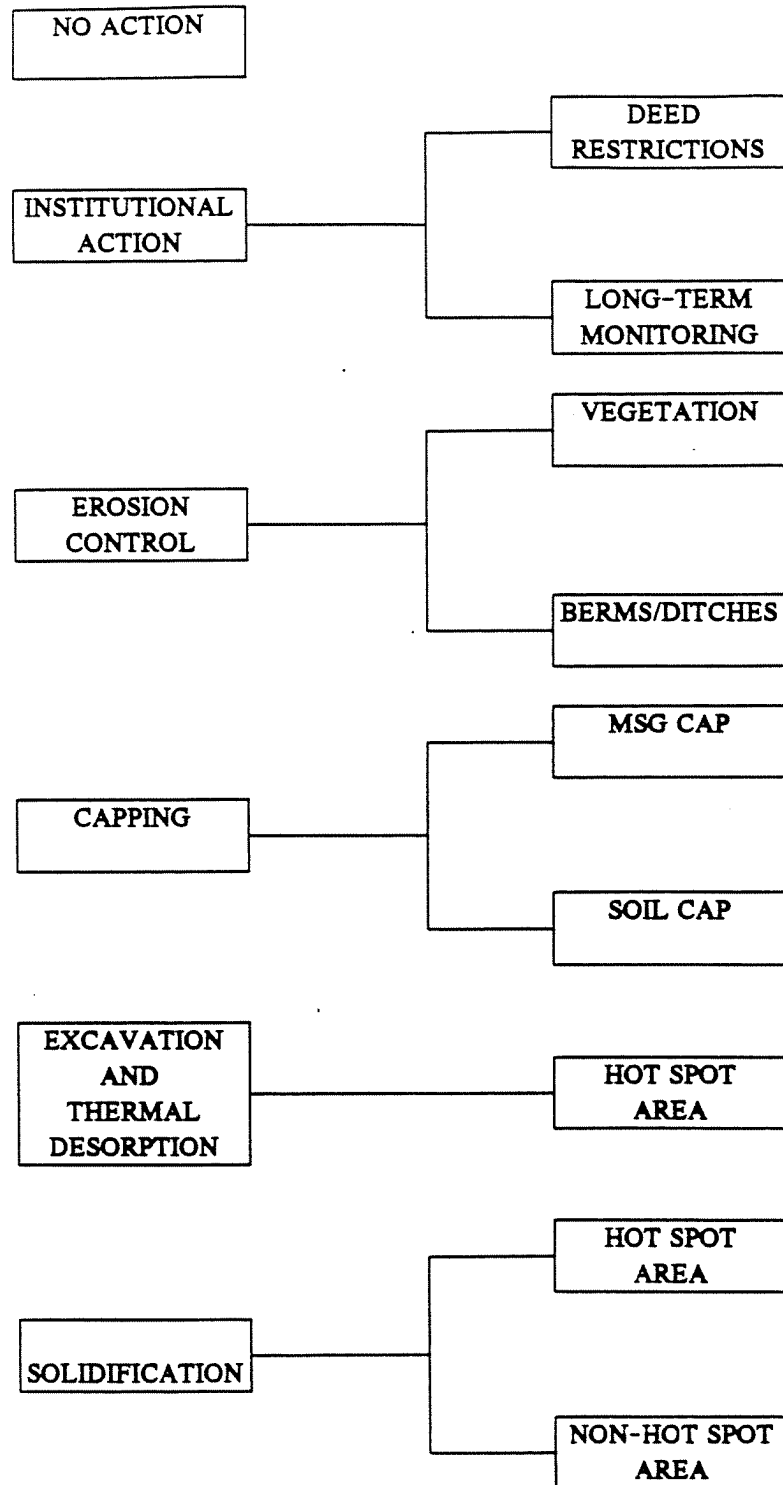 NO ACTION
DEED
RESTRICTIONS
INSTITUTIONAL
ACTION
LONG-TERM
MONITORING
VEGETATION
EROSION
CONTROL
BERMS/DITCHES
MSG CAP
CAPPING
SOIL CAP
EXCAVATION
AND
THERMAL
DESORPTION
HOT SPOT
AREA
HOT SPOT
AREA
SOLIDIFICATION
NON-HOT SPOT
AREA